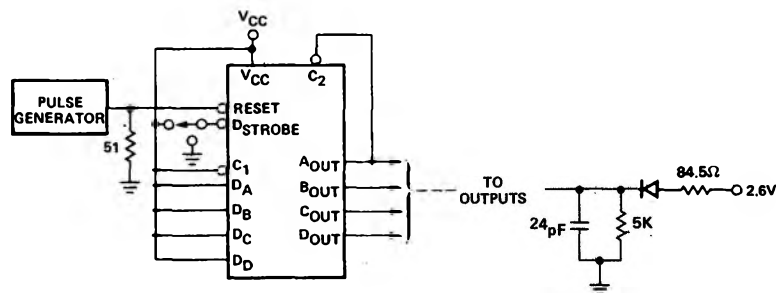 VCC
VCC
C2
PULSE GENERATOR
RESET
DSTROBE
51
C1
DA
DB
DC
DD
AOUT
BOUT
COUT
DOUT
TO OUTPUTS
84.5Ω
2.6V
24pF
5K